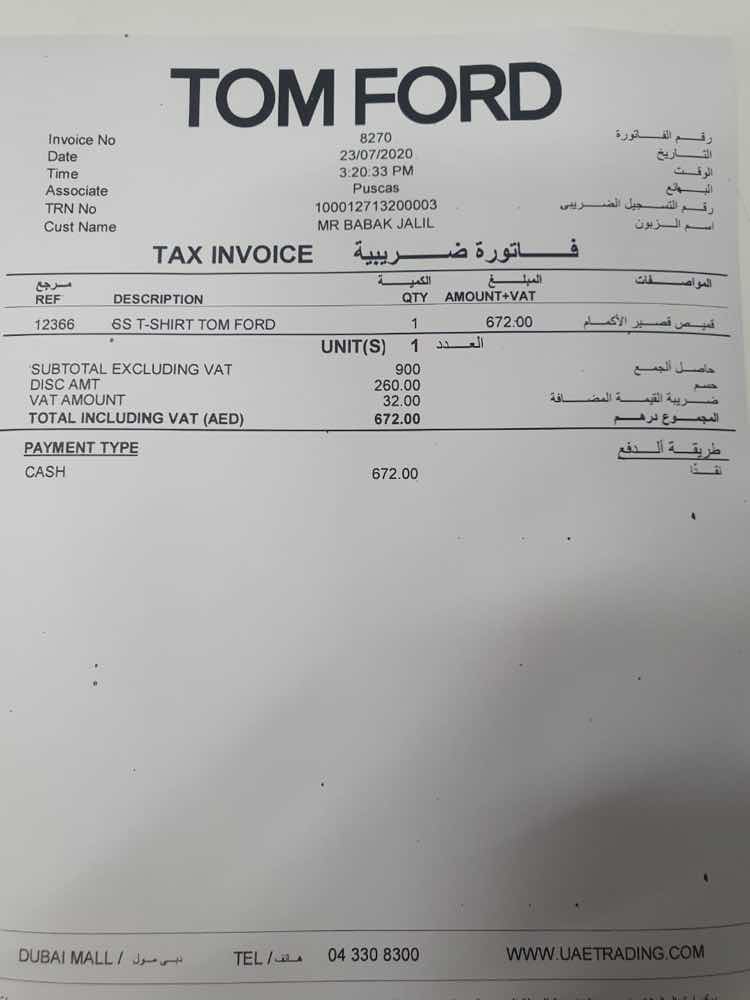 TOM FORD
Invoice No 8270 رقم الفاتورة
Date 23/07/2020 التاريخ
Time 3:20:33 PM الوقت
Associate Puscas البائع
TRN No 100012713200003 رقم التسجيل الضريبى
Cust Name MR BABAK JALIL اسم الزبون
TAX INVOICE فاتورة ضريبية
مرجع الكمية المبلغ المواصفات
REF DESCRIPTION QTY AMOUNT+VAT
12366 SS T-SHIRT TOM FORD 1 672.00 قميص قصير الأكمام
UNIT(S) 1 العدد
SUBTOTAL EXCLUDING VAT 900 حاصل الجمع
DISC AMT 260.00 حسم
VAT AMOUNT 32.00 ضريبة القيمة المضافة
TOTAL INCLUDING VAT (AED) 672.00 المجموع درهم
PAYMENT TYPE طريقة ألدفع
CASH 672.00 نقدًا
DUBAI MALL / دبى مول TEL / هاتف 04 330 8300 WWW.UAETRADING.COM